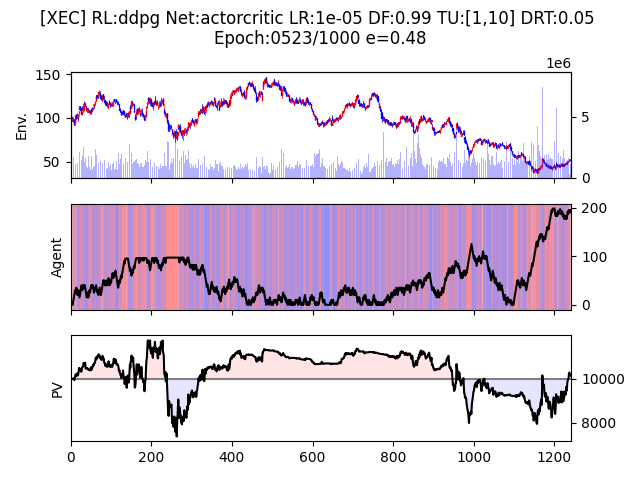 [XEC] RL:ddpg Net:actorcritic LR:1e-05 DF:0.99 TU:[1,10] DRT:0.05
Epoch:0523/1000 e=0.48
1e6
150
100
50
Env.
5
0
Agent
200
100
0
PV
10000
8000
0 200 400 600 800 1000 1200